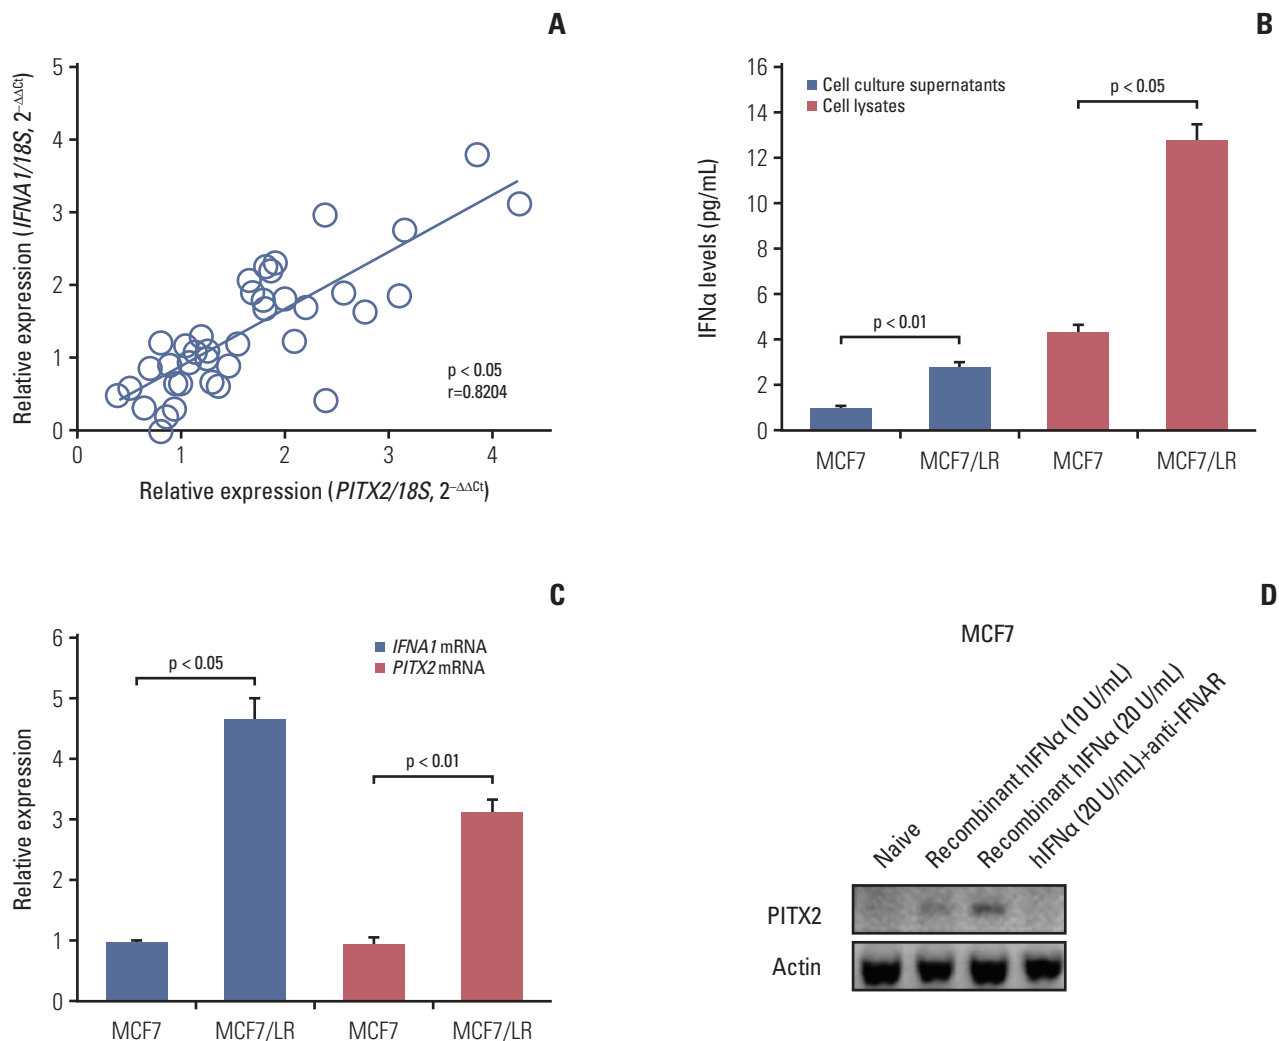 A
Relative expression (IFNA1/18S, 2−ΔΔCt)
5
4
3
2
1
0
0 1 2 3 4
p < 0.05
r=0.8204
Relative expression (PITX2/18S, 2−ΔΔCt)
B
IFNα levels (pg/mL)
16
14
12
10
8
6
4
2
0
Cell culture supernatants
Cell lysates
p < 0.05
p < 0.01
MCF7 MCF7/LR MCF7 MCF7/LR
C
Relative expression
6
5
4
3
2
1
0
IFNA1 mRNA
PITX2 mRNA
p < 0.05
p < 0.01
MCF7 MCF7/LR MCF7 MCF7/LR
D
MCF7
Naive
Recombinant hIFNα (10 U/mL)
Recombinant hIFNα (20 U/mL)
hIFNα (20 U/mL)+anti-IFNAR
PITX2
Actin